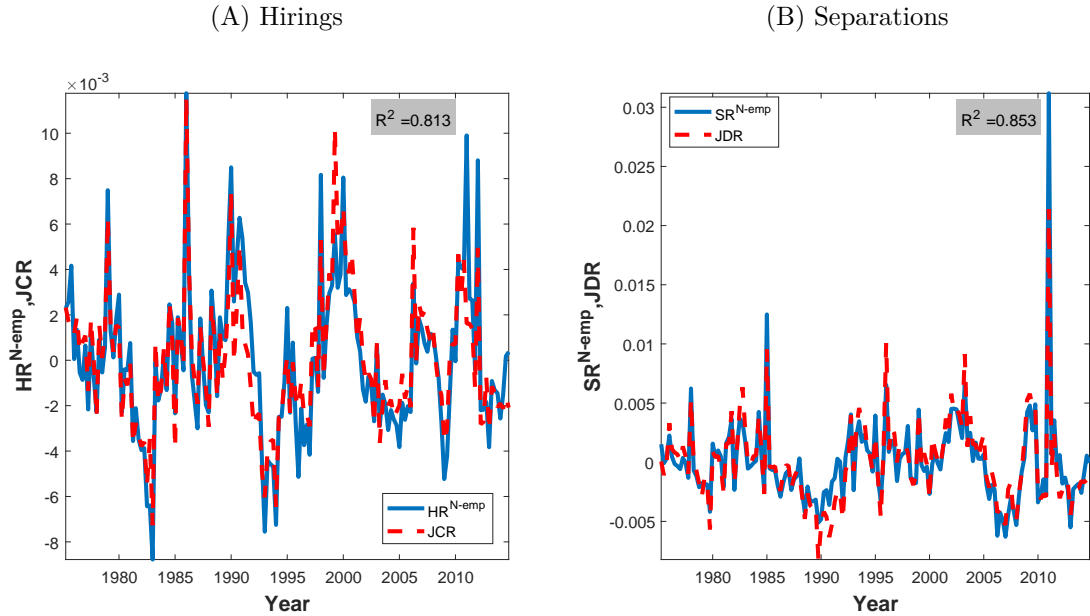 (A) Hirings
(B) Separations
×10⁻³
10
8
6
4
2
0
-2
-4
-6
-8
HR^N-emp,JCR
R² =0.813
HR^N-emp
JCR
1980 1985 1990 1995 2000 2005 2010
Year
0.03
0.025
0.02
0.015
0.01
0.005
0
-0.005
SR^N-emp,JDR
SR^N-emp
JDR
R² =0.853
1980 1985 1990 1995 2000 2005 2010
Year